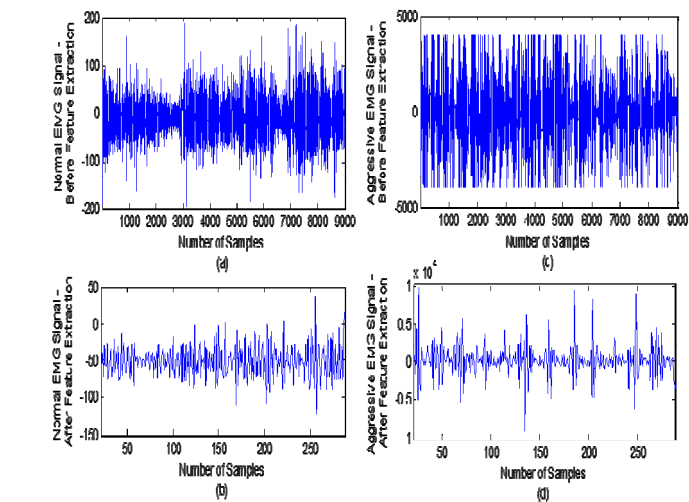 Normal EMG Signal -
Before Feature Extraction
200
100
0
-100
-200
1000 2000 3000 4000 5000 6000 7000 8000 9000
Number of Samples
(a)
Aggressive EMG Signal -
Before Feature Extraction
5000
0
-5000
1000 2000 3000 4000 5000 6000 7000 8000 9000
Number of Samples
(c)
Normal EMG Signal -
After Feature Extraction
50
0
-50
-100
-150
50 100 150 200 250
Number of Samples
(b)
Aggressive EMG Signal -
After Feature Extraction
x 10
1
0.5
0
-0.5
1
50 100 150 200 250
Number of Samples
(d)